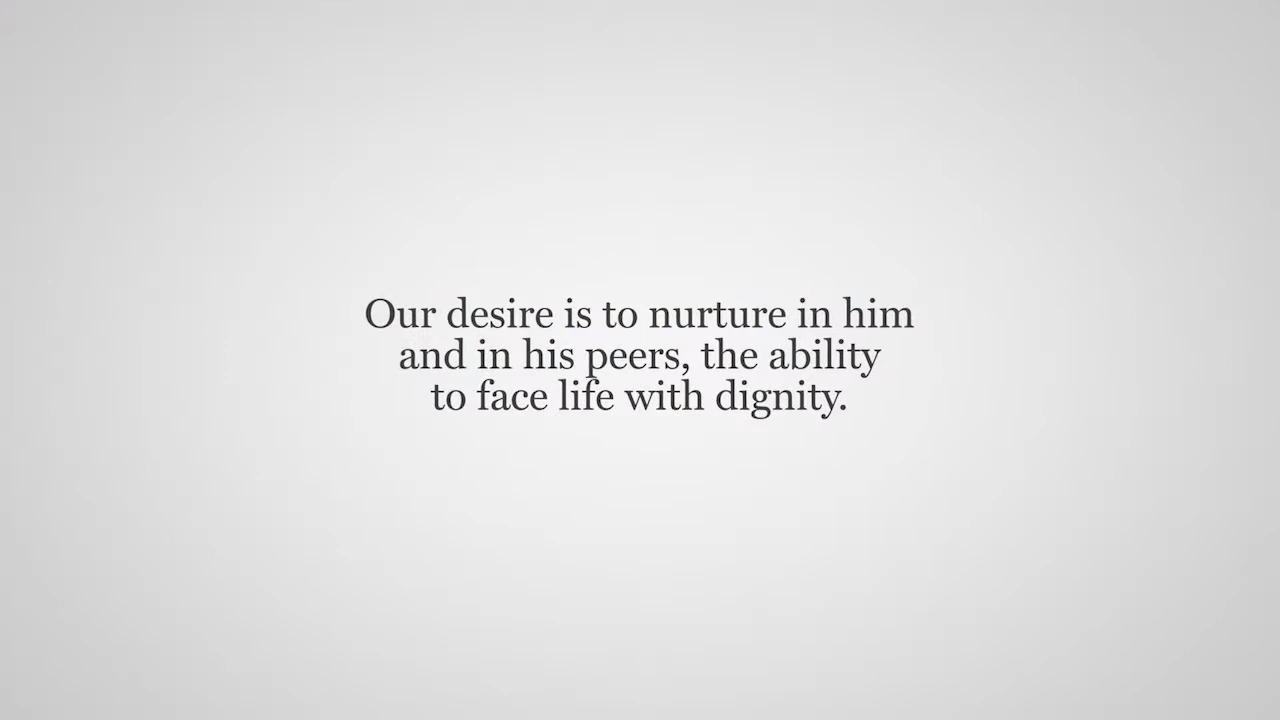 Our desire is to nurture in him
and in his peers, the ability
to face life with dignity.